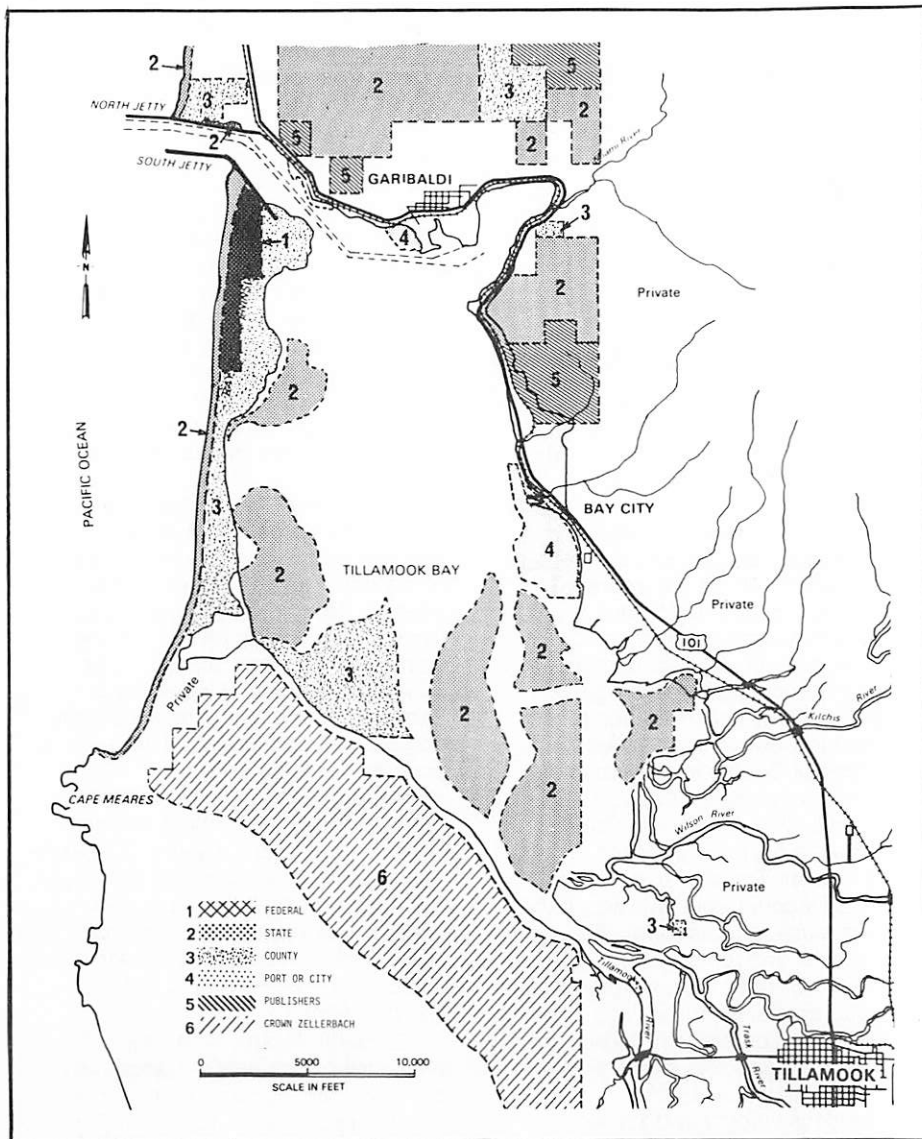 2
3
2
5
NORTH JETTY
3
2
2
5
2
SOUTH JETTY
5
GARIBALDI
River
3
4
1
N
2
Private
2
5
2
PACIFIC OCEAN
3
BAY CITY
4
2
TILLAMOOK BAY
Private
2
101
3
Private
2
2
Kilchis
River
2
CAPE MEARES
Wilson River
6
Private
3
1 FEDERAL
2 STATE
3 COUNTY
4 PORT OR CITY
5 PUBLISHERS
6 CROWN ZELLERBACH
Tillamook
River
Trask
River
0 5000 10,000
SCALE IN FEET
TILLAMOOK